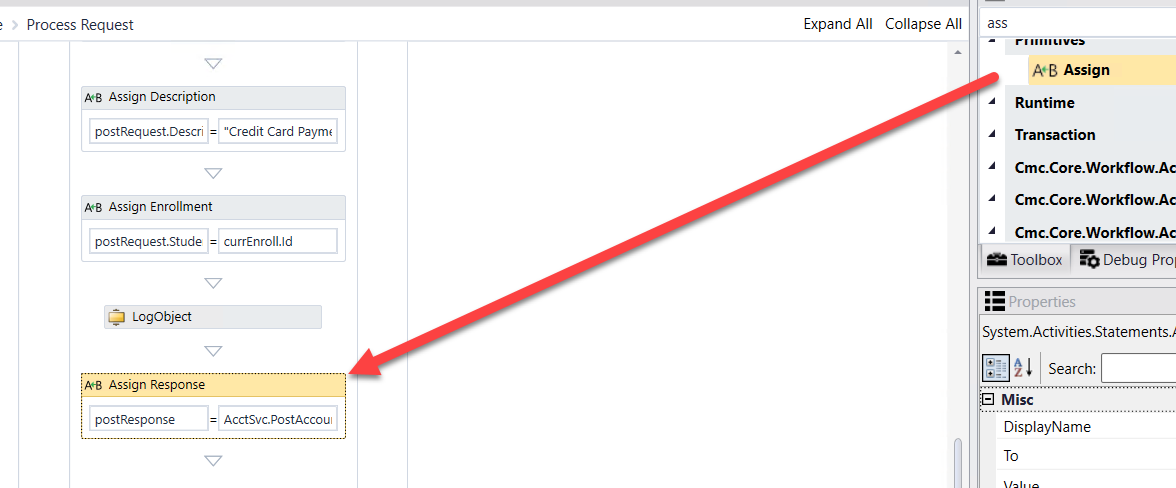 e > Process Request
Expand All Collapse All
Assign Description
postRequest.Descri = "Credit Card Payme
Assign Enrollment
postRequest.Stude = currEnroll.Id
LogObject
A+B Assign Response
postResponse = AcctSvc.PostAccour
ass
Primitives
A+B Assign
Runtime
Transaction
Cmc.Core.Workflow.Ac
Cmc.Core.Workflow.Ac
Cmc.Core.Workflow.Ac
Toolbox Debug Prop
Properties
System.Activities.Statements.A
Search:
Misc
DisplayName
To
Value